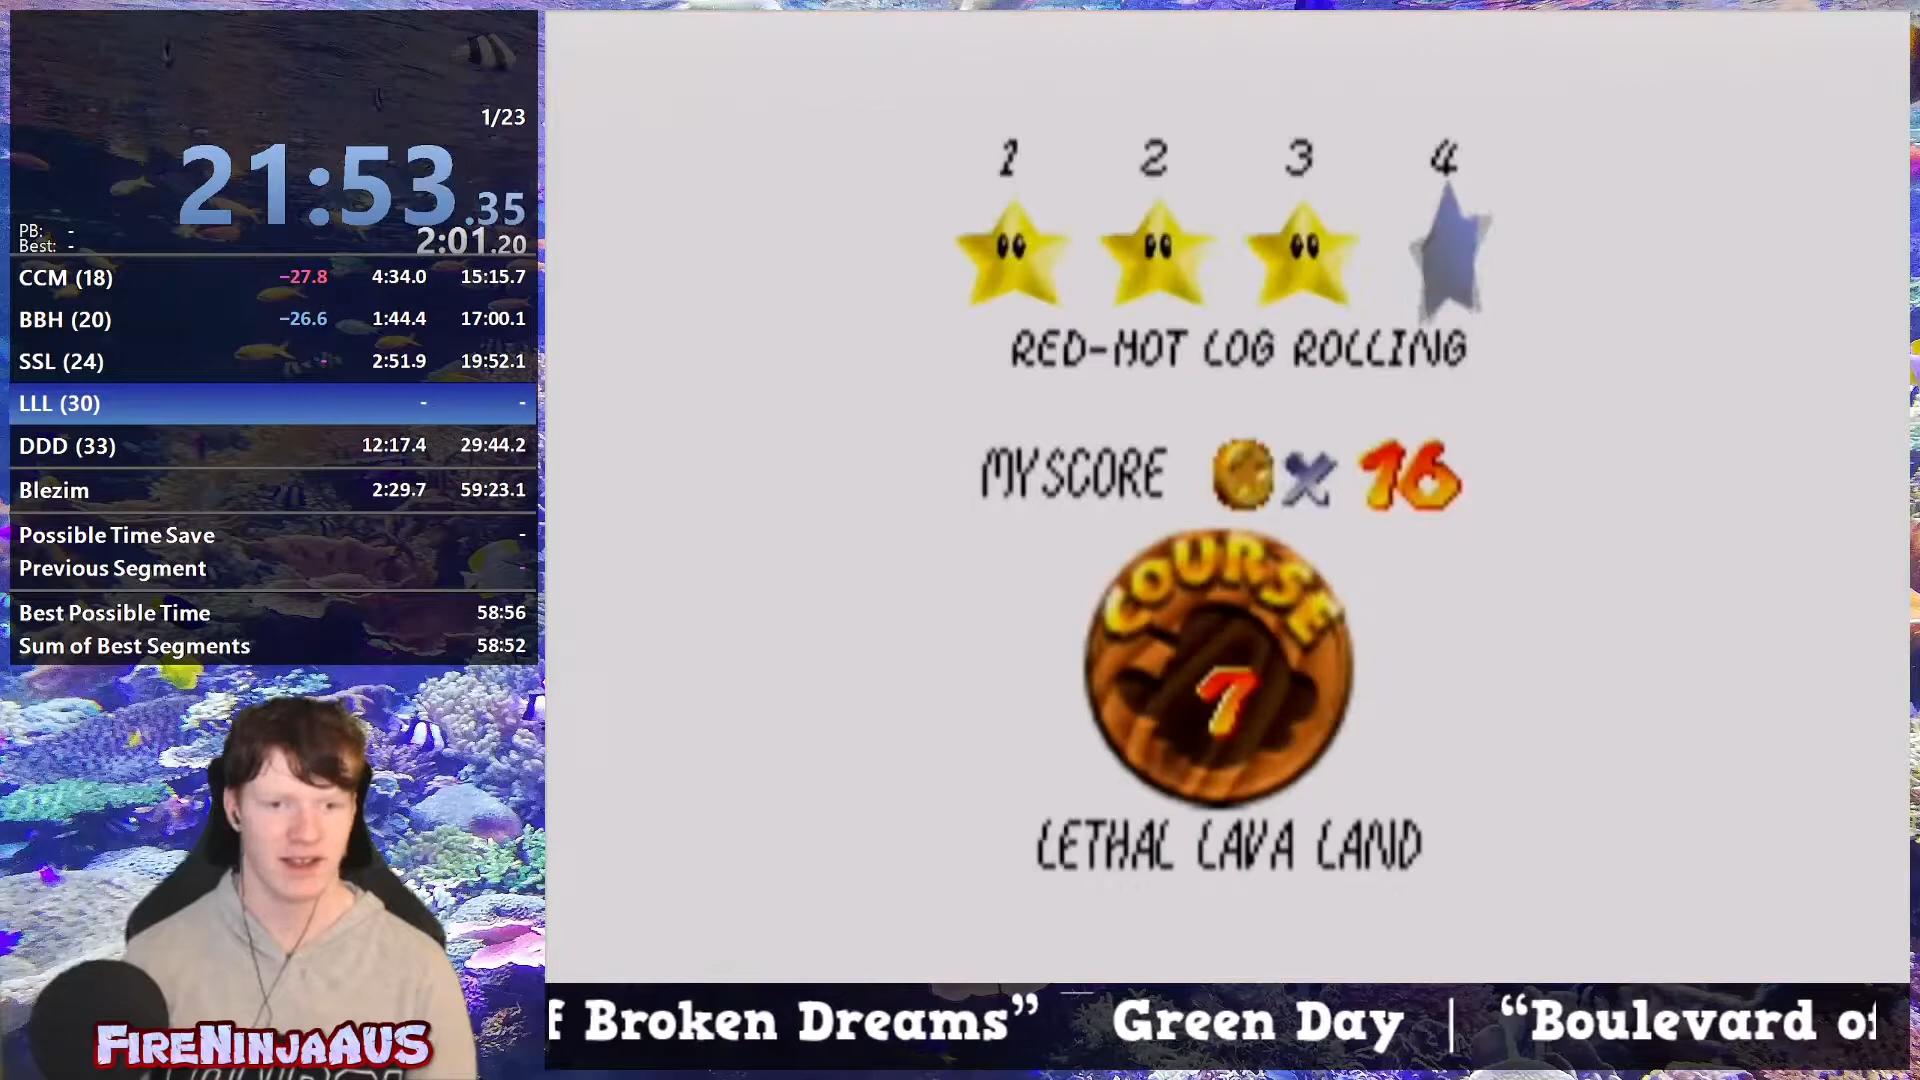 1/23
21:53.35
PB: -
Best: -
2:01.20
CCM (18) −27.8 4:34.0 15:15.7
BBH (20) −26.6 1:44.4 17:00.1
SSL (24) - 2:51.9 19:52.1
LLL (30) - -
DDD (33) 12:17.4 29:44.2
Blezim 2:29.7 59:23.1
Possible Time Save -
Previous Segment -
Best Possible Time 58:56
Sum of Best Segments 58:52
FIRENINJAAUS
1 2 3 4
RED-HOT LOG ROLLING
MY SCORE × 16
COURSE
7
LETHAL LAVA LAND
f Broken Dreams” Green Day | “Boulevard of